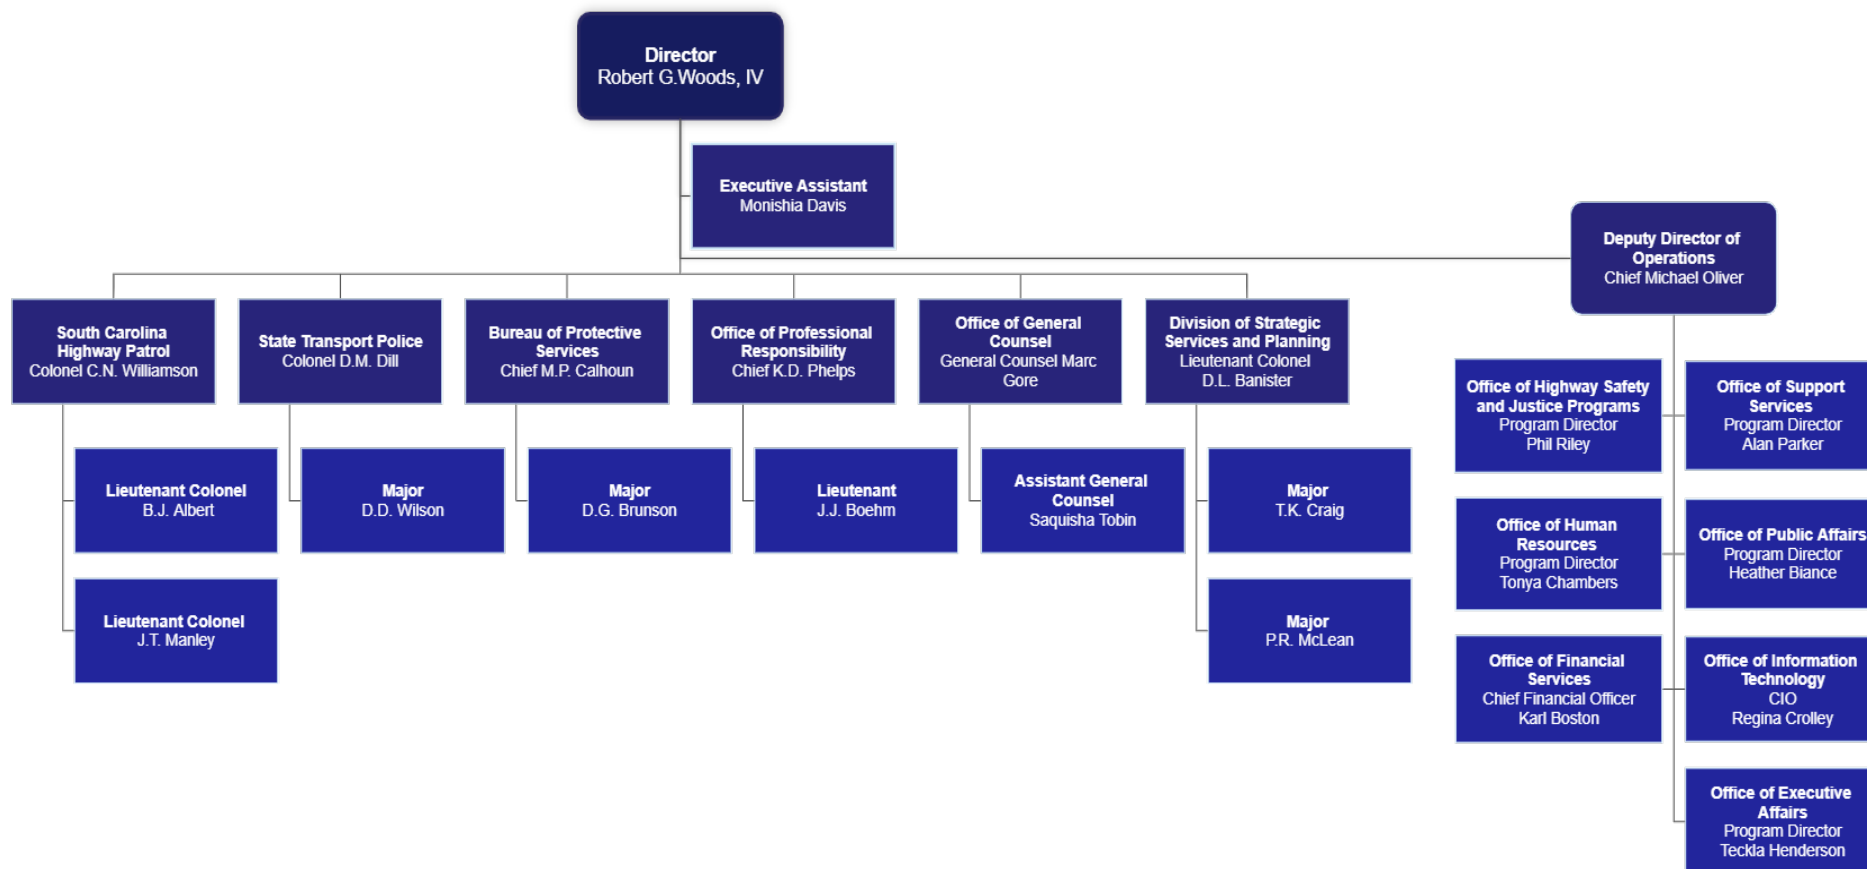 Director
Robert G.Woods, IV
Executive Assistant
Monishia Davis
Deputy Director of
Operations
Chief Michael Oliver
South Carolina
Highway Patrol
Colonel C.N. Williamson
State Transport Police
Colonel D.M. Dill
Bureau of Protective
Services
Chief M.P. Calhoun
Office of Professional
Responsibility
Chief K.D. Phelps
Office of General
Counsel
General Counsel Marc
Gore
Division of Strategic
Services and Planning
Lieutenant Colonel
D.L. Banister
Lieutenant Colonel
B.J. Albert
Major
D.D. Wilson
Major
D.G. Brunson
Lieutenant
J.J. Boehm
Assistant General
Counsel
Saquisha Tobin
Major
T.K. Craig
Lieutenant Colonel
J.T. Manley
Major
P.R. McLean
Office of Highway Safety
and Justice Programs
Program Director
Phil Riley
Office of Support
Services
Program Director
Alan Parker
Office of Human
Resources
Program Director
Tonya Chambers
Office of Public Affairs
Program Director
Heather Biance
Office of Financial
Services
Chief Financial Officer
Karl Boston
Office of Information
Technology
CIO
Regina Crolley
Office of Executive
Affairs
Program Director
Teckla Henderson